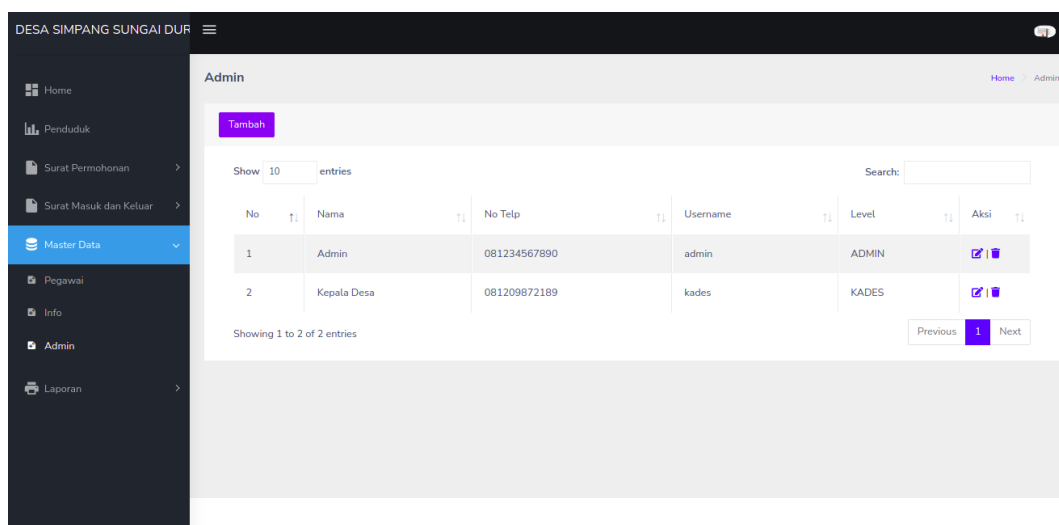 DESA SIMPANG SUNGAI DUR
Home
Penduduk
Surat Permohonan
Surat Masuk dan Keluar
Master Data
Pegawai
Info
Admin
Laporan
Admin
Home > Admin
Tambah
Show 10 entries
Search:
No Nama No Telp Username Level Aksi
1 Admin 081234567890 admin ADMIN |
2 Kepala Desa 081209872189 kades KADES |
Showing 1 to 2 of 2 entries
Previous 1 Next